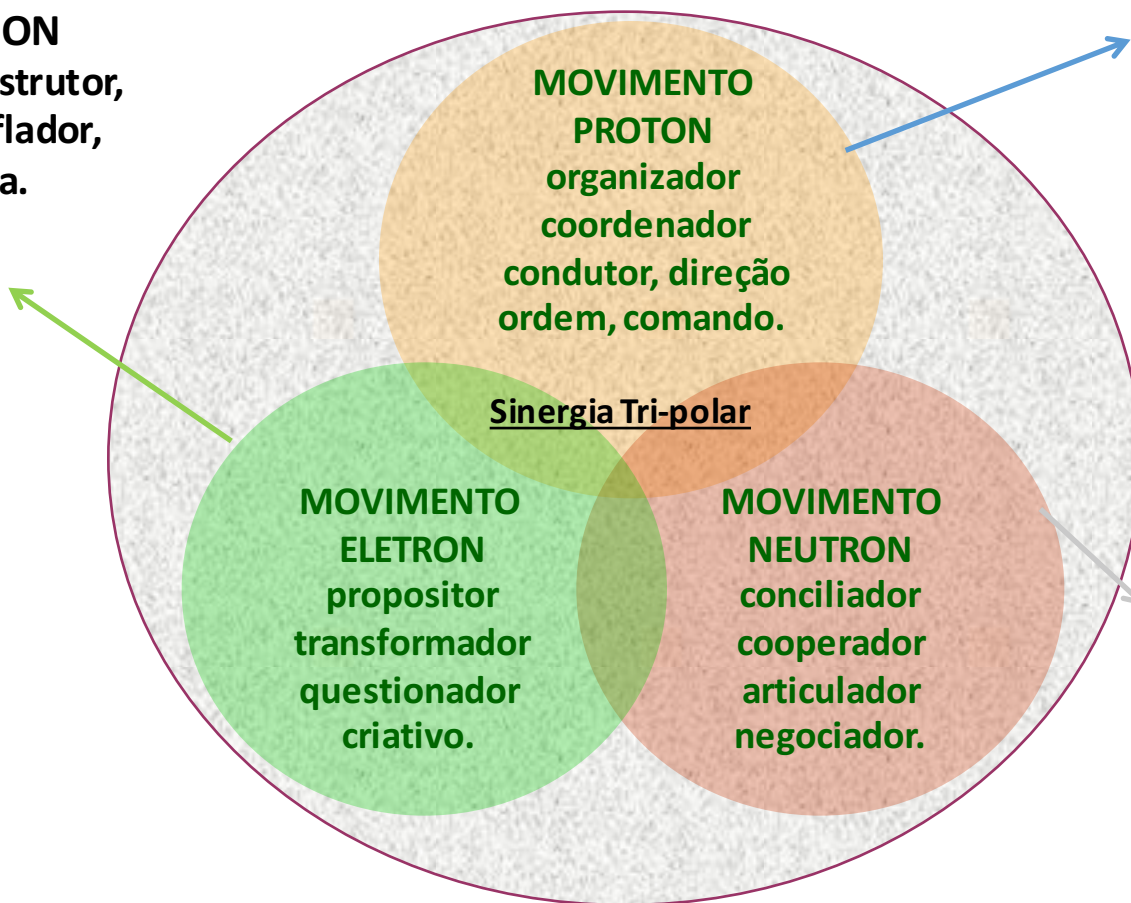 ON
strutor,
flador,
a.
MOVIMENTO
PROTON
organizador
coordenador
condutor, direção
ordem, comando.
Sinergia Tri-polar
MOVIMENTO
ELETRON
propositor
transformador
questionador
criativo.
MOVIMENTO
NEUTRON
conciliador
cooperador
articulador
negociador.